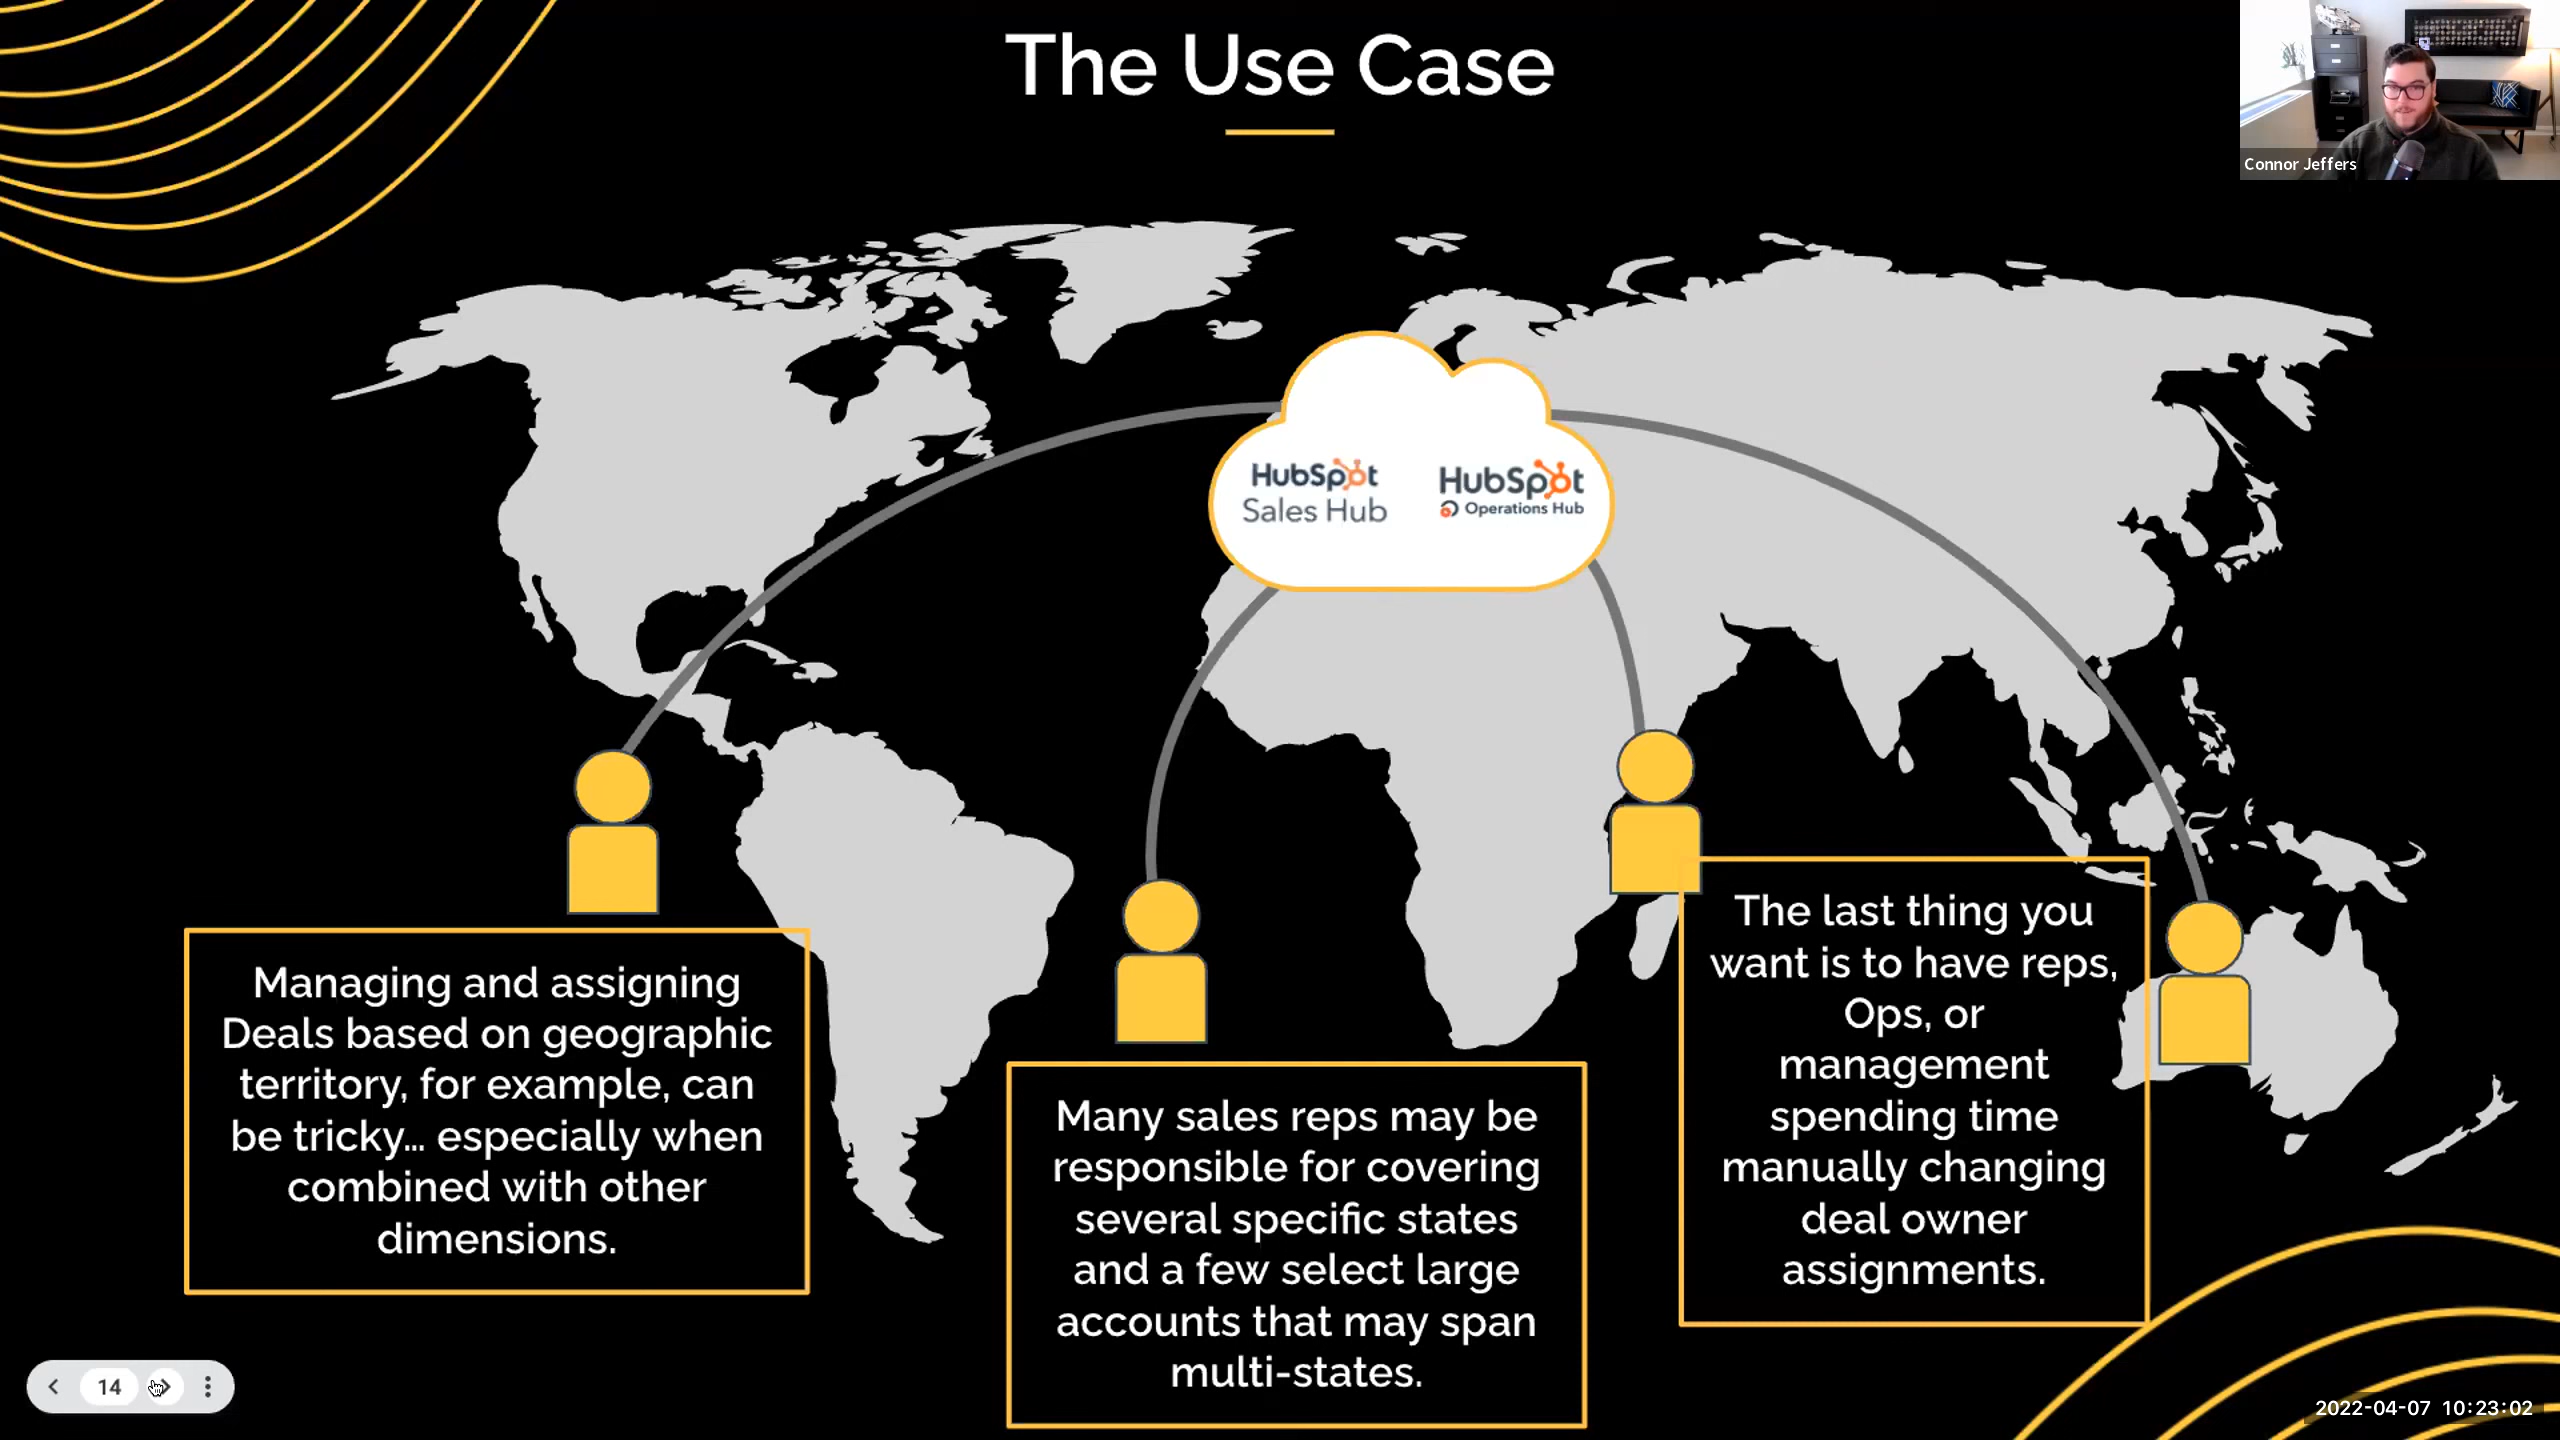 The Use Case
Connor Jeffers
HubSpot
Sales Hub
HubSpot
Operations Hub
Managing and assigning
Deals based on geographic
territory, for example, can
be tricky... especially when
combined with other
dimensions.
Many sales reps may be
responsible for covering
several specific states
and a few select large
accounts that may span
multi-states.
The last thing you
want is to have reps,
Ops, or
management
spending time
manually changing
deal owner
assignments.
14
2022-04-07 10:23:02